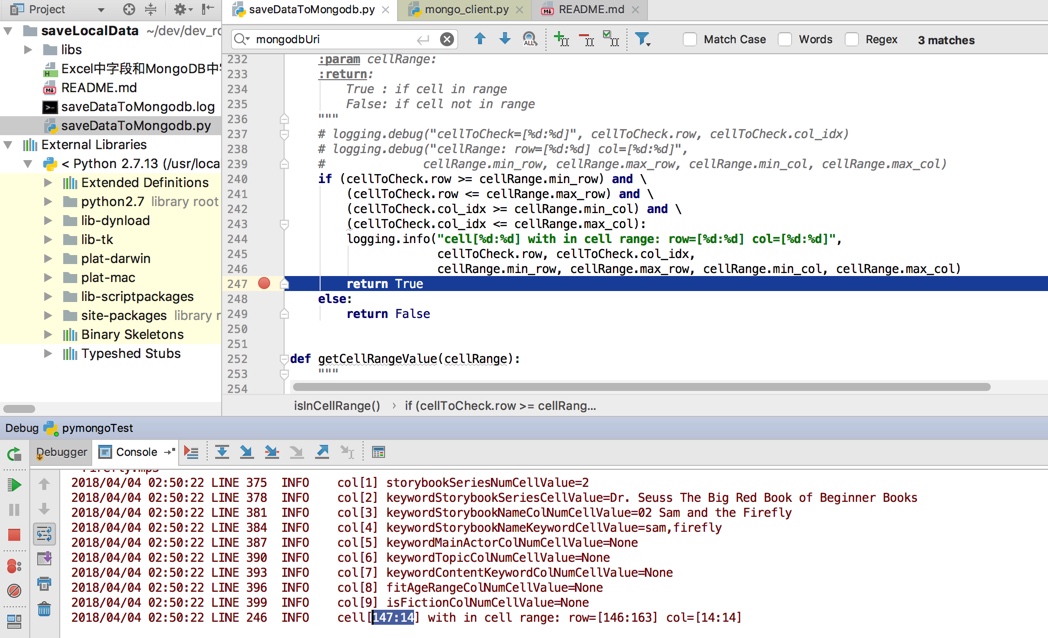 Project
saveDataToMongodb.py
mongo_client.py
README.md
saveLocalData ~/dev/dev_ro
libs
Excel中字段和MongoDB中
README.md
saveDataToMongodb.log
saveDataToMongodb.py
External Libraries
< Python 2.7.13 (/usr/loca
Extended Definitions
python2.7 library root
lib-dynload
lib-tk
plat-darwin
plat-mac
lib-scriptpackages
site-packages library r
Binary Skeletons
Typeshed Stubs
mongodbUri
Match Case
Words
Regex
3 matches
232 :param cellRange:
233 :return:
234 True : if cell in range
235 False: if cell not in range
236 """
237 # logging.debug("cellToCheck=[%d:%d]", cellToCheck.row, cellToCheck.col_idx)
238 # logging.debug("cellRange: row=[%d:%d] col=[%d:%d]",
239 # cellRange.min_row, cellRange.max_row, cellRange.min_col, cellRange.max_col)
240 if (cellToCheck.row >= cellRange.min_row) and \
241 (cellToCheck.row <= cellRange.max_row) and \
242 (cellToCheck.col_idx >= cellRange.min_col) and \
243 (cellToCheck.col_idx <= cellRange.max_col):
244 logging.info("cell[%d:%d] with in cell range: row=[%d:%d] col=[%d:%d]",
245 cellToCheck.row, cellToCheck.col_idx,
246 cellRange.min_row, cellRange.max_row, cellRange.min_col, cellRange.max_col)
247 return True
248 else:
249 return False
250
251
252 def getCellRangeValue(cellRange):
253 """
254
isInCellRange() › if (cellToCheck.row >= cellRang...
Debug pymongoTest
Debugger
Console
Firefly.mp3
2018/04/04 02:50:22 LINE 375 INFO col[1] storybookSeriesNumCellValue=2
2018/04/04 02:50:22 LINE 378 INFO col[2] keywordStorybookSeriesCellValue=Dr. Seuss The Big Red Book of Beginner Books
2018/04/04 02:50:22 LINE 381 INFO col[3] keywordStorybookNameColNumCellValue=02 Sam and the Firefly
2018/04/04 02:50:22 LINE 384 INFO col[4] keywordStorybookNameKeywordCellValue=sam,firefly
2018/04/04 02:50:22 LINE 387 INFO col[5] keywordMainActorColNumCellValue=None
2018/04/04 02:50:22 LINE 390 INFO col[6] keywordTopicColNumCellValue=None
2018/04/04 02:50:22 LINE 393 INFO col[7] keywordContentKeywordColNumCellValue=None
2018/04/04 02:50:22 LINE 396 INFO col[8] fitAgeRangeColNumCellValue=None
2018/04/04 02:50:22 LINE 399 INFO col[9] isFictionColNumCellValue=None
2018/04/04 02:50:22 LINE 246 INFO cell[147:14] with in cell range: row=[146:163] col=[14:14]